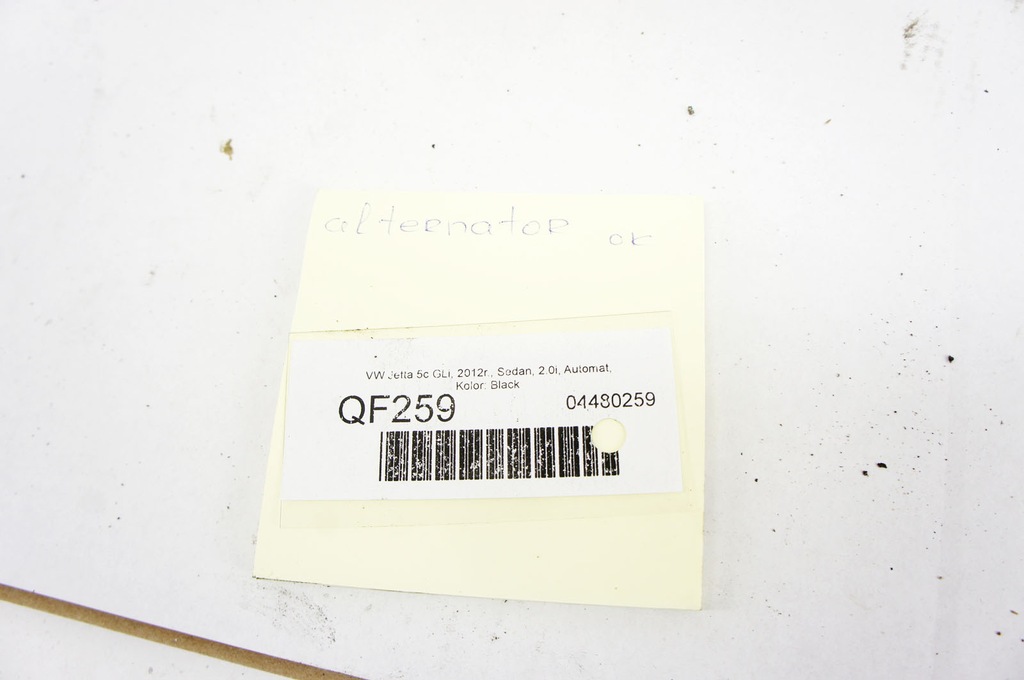 alternator ok
VW Jetta 5c GLi, 2012r., Sedan, 2.0i, Automat,
Kolor: Black
QF259 04480259